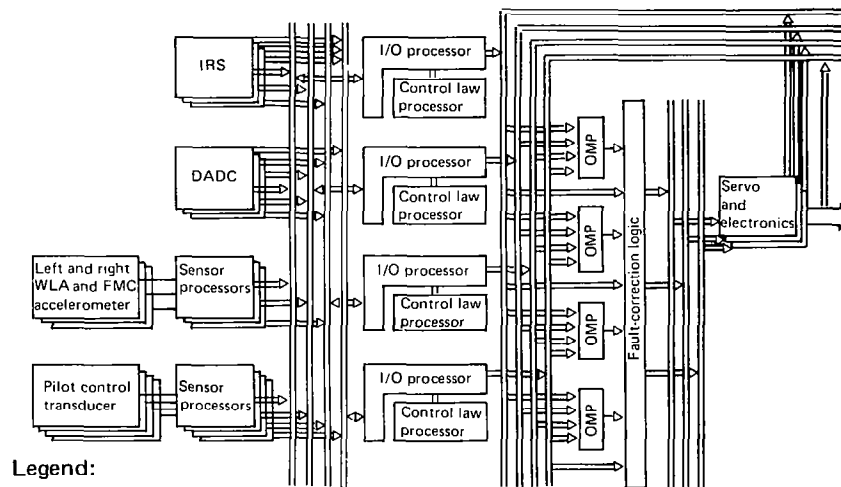 IRS
I/O processor
Control law
processor
DADC
I/O processor
Control law
processor
Left and right
WLA and FMC
accelerometer
Sensor
processors
I/O processor
Control law
processor
Pilot control
transducer
Sensor
processors
I/O processor
Control law
processor
OMP
OMP
OMP
OMP
Fault-correction logic
Servo
and
electronics
Legend: